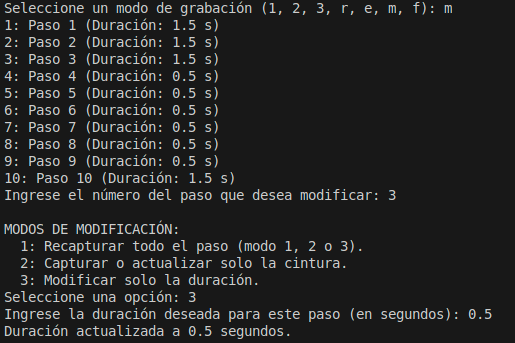 Seleccione un modo de grabación (1, 2, 3, r, e, m, f): m
1: Paso 1 (Duración: 1.5 s)
2: Paso 2 (Duración: 1.5 s)
3: Paso 3 (Duración: 1.5 s)
4: Paso 4 (Duración: 0.5 s)
5: Paso 5 (Duración: 0.5 s)
6: Paso 6 (Duración: 0.5 s)
7: Paso 7 (Duración: 0.5 s)
8: Paso 8 (Duración: 0.5 s)
9: Paso 9 (Duración: 0.5 s)
10: Paso 10 (Duración: 1.5 s)
Ingrese el número del paso que desea modificar: 3
MODOS DE MODIFICACIÓN:
1: Recapturar todo el paso (modo 1, 2 o 3).
2: Capturar o actualizar solo la cintura.
3: Modificar solo la duración.
Seleccione una opción: 3
Ingrese la duración deseada para este paso (en segundos): 0.5
Duración actualizada a 0.5 segundos.